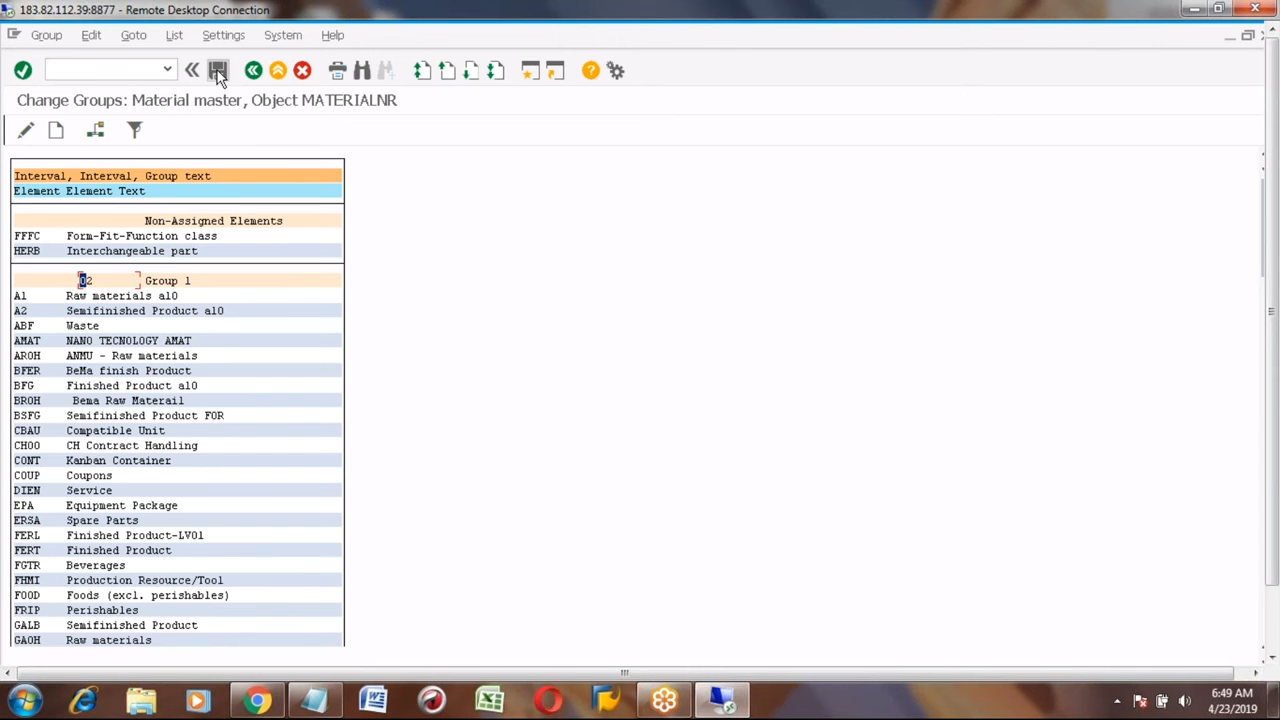 183.82.112.39:8877 - Remote Desktop Connection
Group Edit Goto List Settings System Help
Change Groups: Material master, Object MATERIALNR
Interval, Interval, Group text
Element Element Text
Non-Assigned Elements
FFFC Form-Fit-Function class
HERB Interchangeable part
02 Group 1
A1 Raw materials al0
A2 Semifinished Product al0
ABF Waste
AMAT NANO TECNOLOGY AMAT
AROH ANMU - Raw materials
BFER BeMa finish Product
BFG Finished Product al0
BROH Bema Raw Materail
BSFG Semifinished Product FOR
CBAU Compatible Unit
CH00 CH Contract Handling
CONT Kanban Container
COUP Coupons
DIEN Service
EPA Equipment Package
ERSA Spare Parts
FERL Finished Product-LV01
FERT Finished Product
FGTR Beverages
FHMI Production Resource/Tool
FOOD Foods (excl. perishables)
FRIP Perishables
GALB Semifinished Product
GAOH Raw materials
6:49 AM
4/23/2019